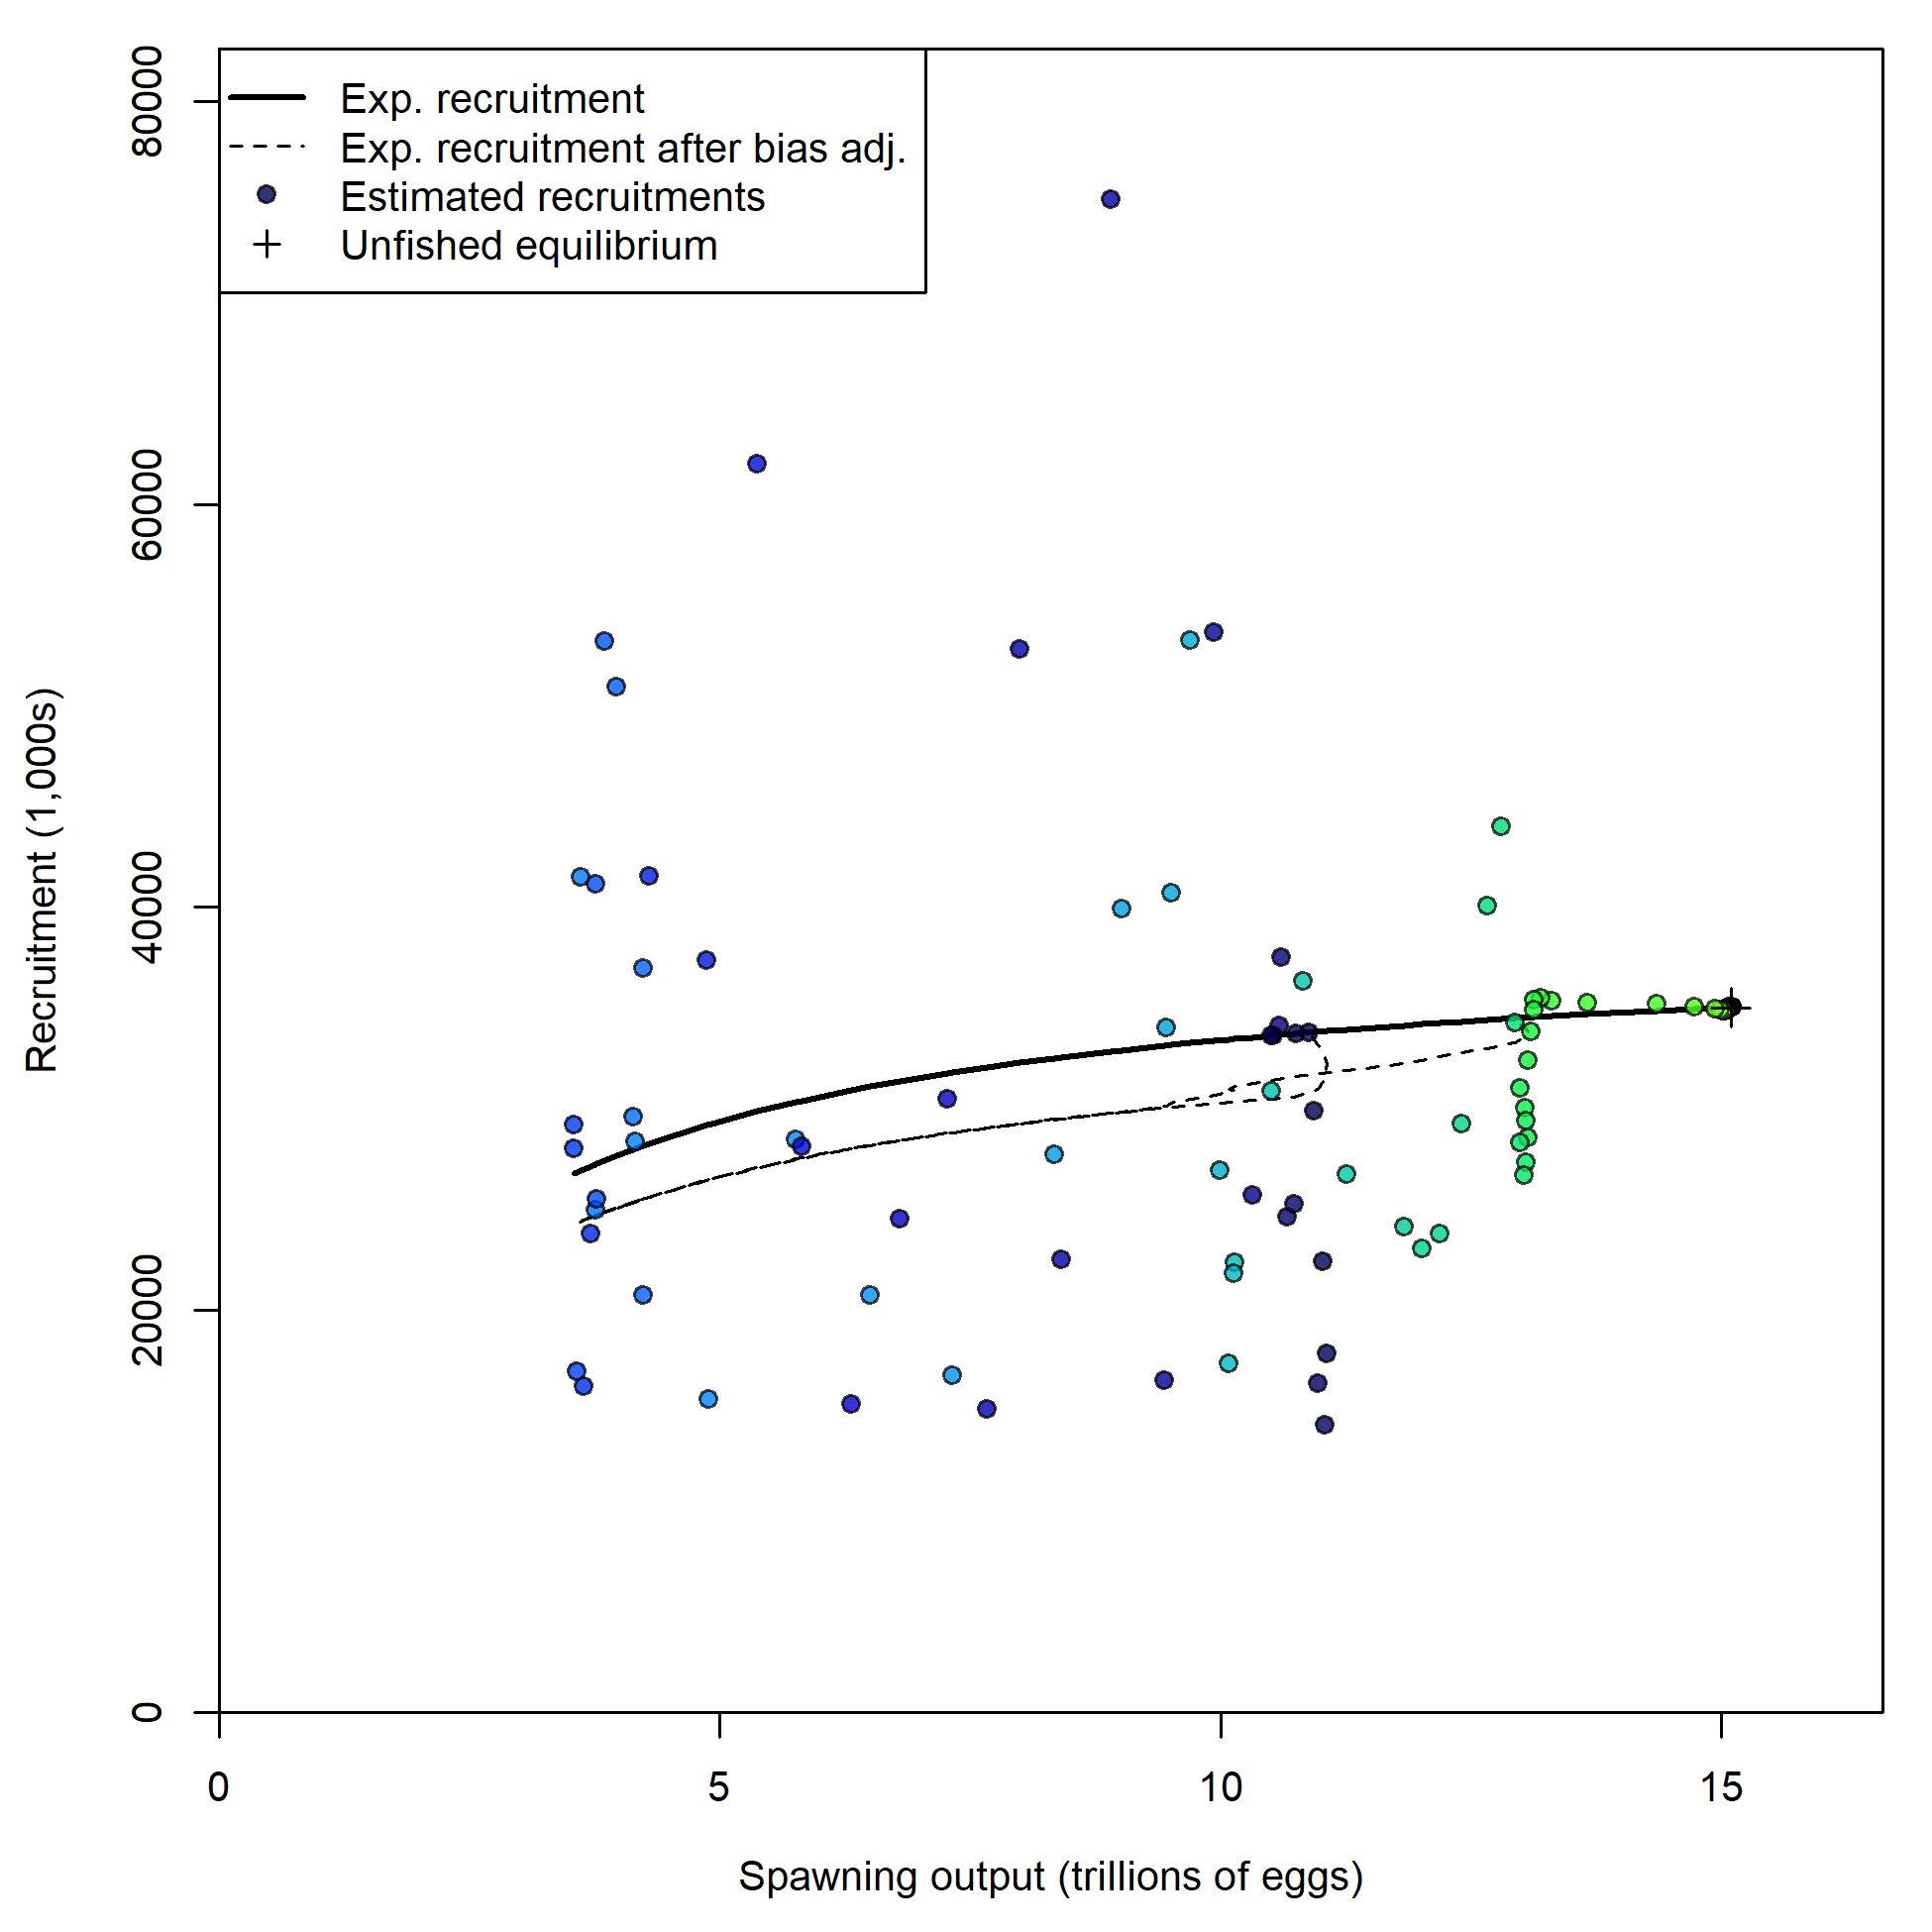 Exp. recruitment
Exp. recruitment after bias adj.
Estimated recruitments
Unfished equilibrium
Recruitment (1,000s)
80000
60000
40000
20000
0
0 5 10 15
Spawning output (trillions of eggs)